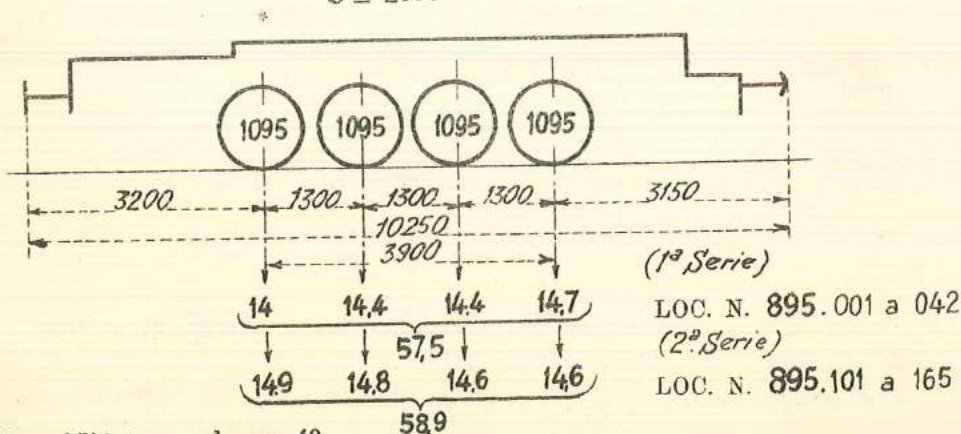 1095 1095 1095 1095
3200 1300 1300 1300 3150
10250
3900
(1ª Serie)
14 14,4 14.4 14,7 LOC. N. 895.001 a 042
57,5 (2ª Serie)
14,9 14,8 14,6 14,6 LOC. N. 895.101 a 165
58,9